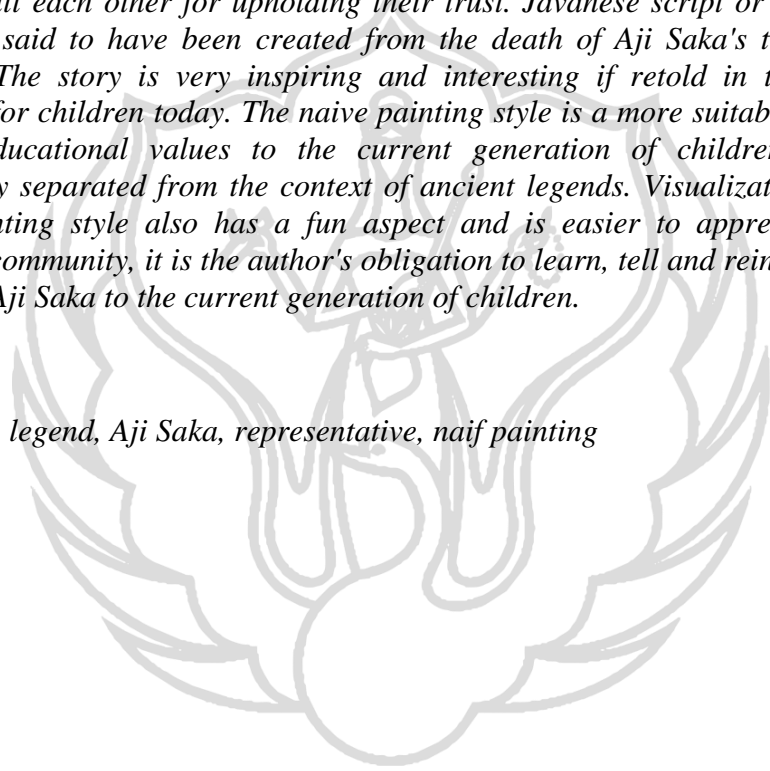 ill each other for upholding their trust. Javanese script or
said to have been created from the death of Aji Saka's t
The story is very inspiring and interesting if retold in t
for children today. The naive painting style is a more suitab
ducational values to the current generation of childre
y separated from the context of ancient legends. Visualizat
nting style also has a fun aspect and is easier to appre
community, it is the author's obligation to learn, tell and rein
Aji Saka to the current generation of children.
legend, Aji Saka, representative, naif painting